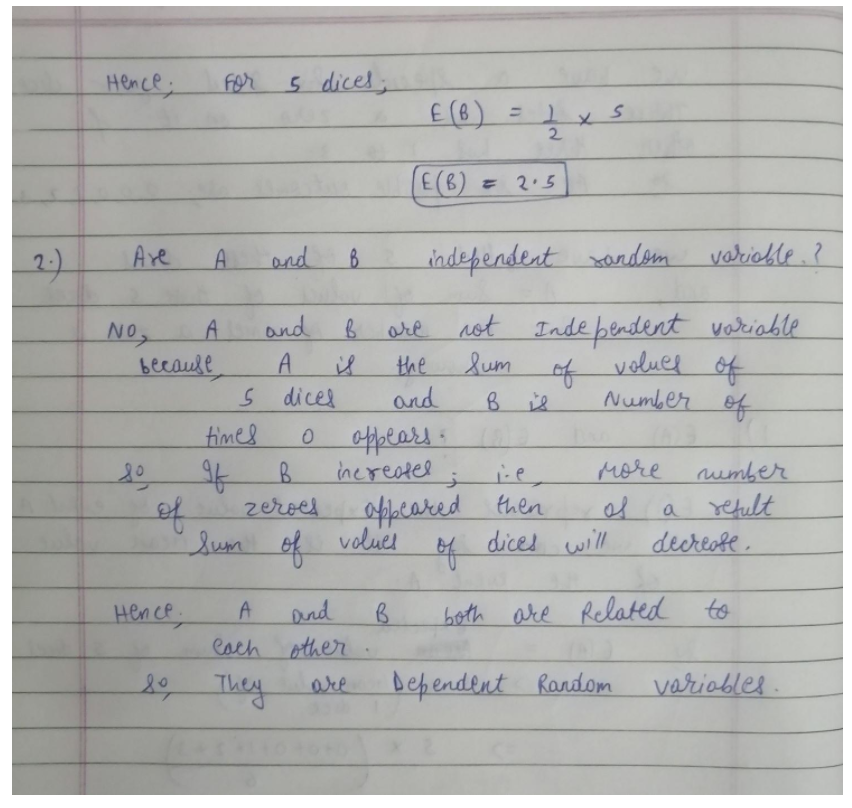 Hence; For 5 dices;
E(B) = 1/2 x 5
E(B) = 2.5
2.) Are A and B independent random variable.?
NO, A and B are not Independent variable
because, A is the Sum of values of
5 dices and B is Number of
times 0 appears.
So, If B increases; i.e, More number
of zeroes appeared then as a result
Sum of values of dices will decrease.
Hence, A and B both are Related to
each other.
So, They are Dependent Random variables.